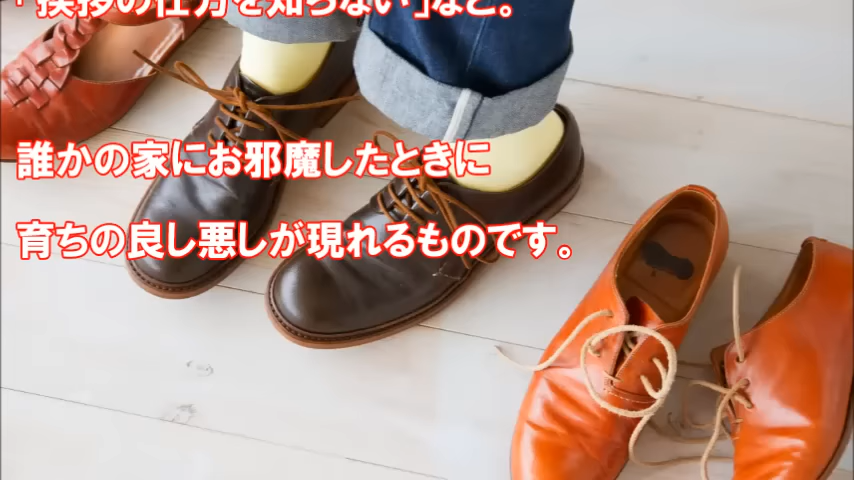 「挨拶の仕方を知らない」など。
誰かの家にお邪魔したときに
育ちの良し悪しが現れるものです。